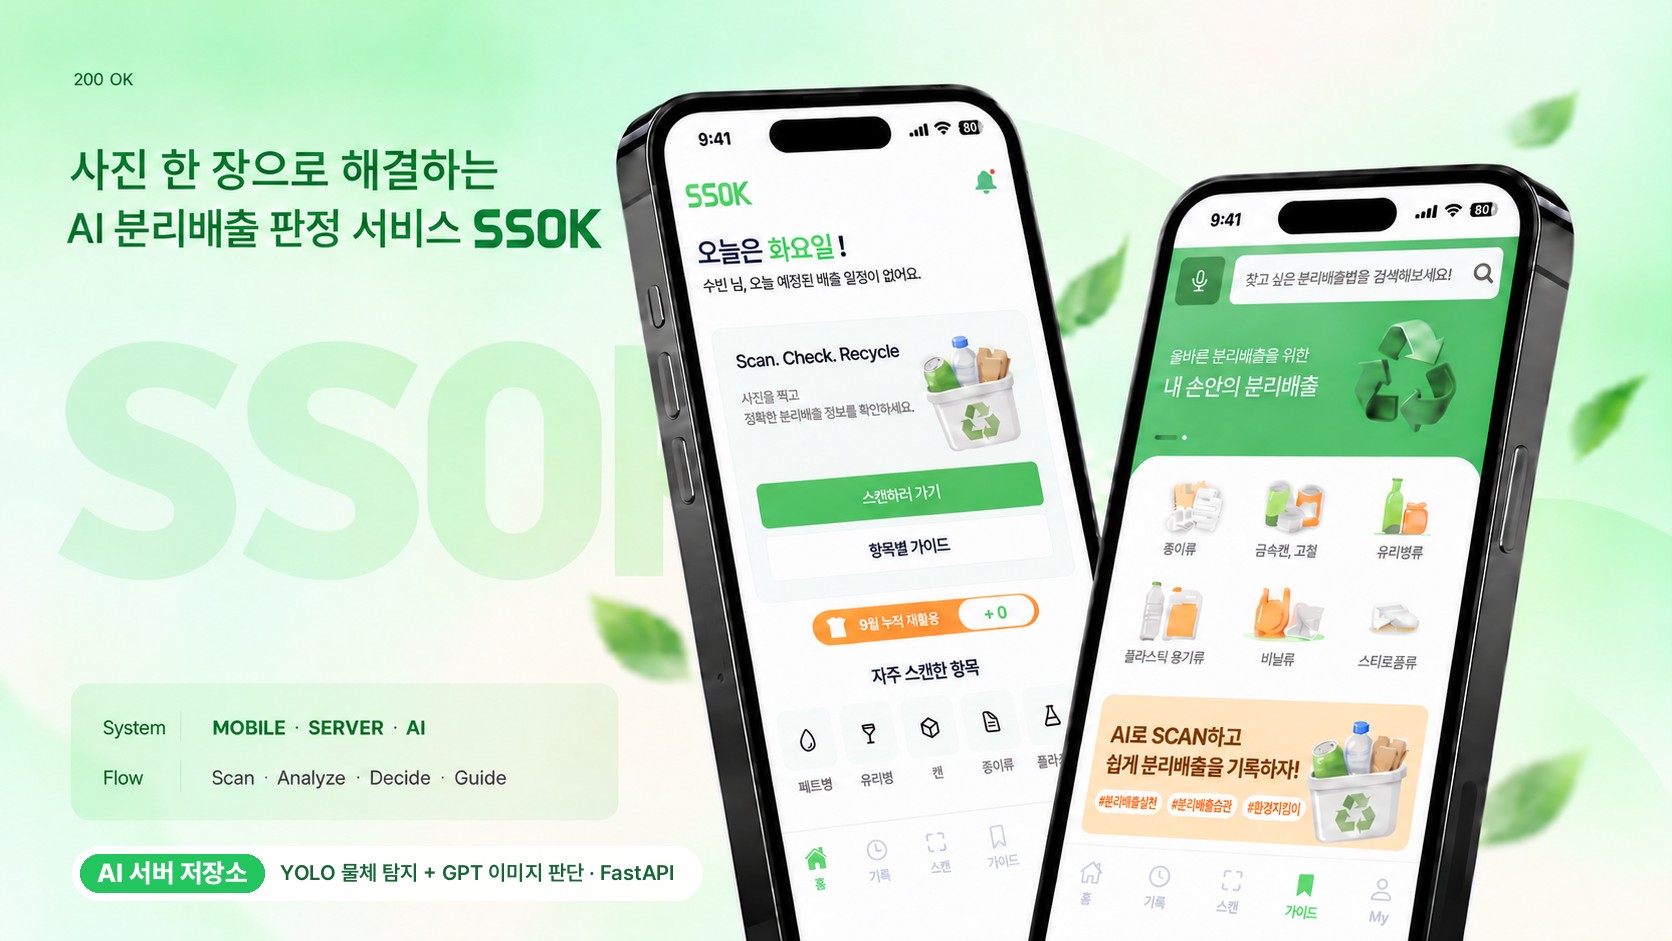 200 OK
사진 한 장으로 해결하는
AI 분리배출 판정 서비스 SSOK
SSOK
System MOBILE · SERVER · AI
Flow Scan · Analyze · Decide · Guide
AI 서버 저장소 YOLO 물체 탐지 + GPT 이미지 판단 · FastAPI
9:41 80
SSOK
오늘은 화요일 !
수빈 님, 오늘 예정된 배출 일정이 없어요.
Scan. Check. Recycle
사진을 찍고
정확한 분리배출 정보를 확인하세요.
스캔하러 가기
항목별 가이드
9월 누적 재활용 + 0
자주 스캔한 항목
페트병 유리병 캔 종이류 플라
홈 기록 스캔 가이드
9:41 80
찾고 싶은 분리배출법을 검색해보세요!
올바른 분리배출을 위한
내 손안의 분리배출
종이류 금속캔, 고철 유리병류
플라스틱 용기류 비닐류 스티로폼류
AI로 SCAN하고
쉽게 분리배출을 기록하자!
#분리배출실천 #분리배출습관 #환경지킴이
홈 기록 스캔 가이드 My